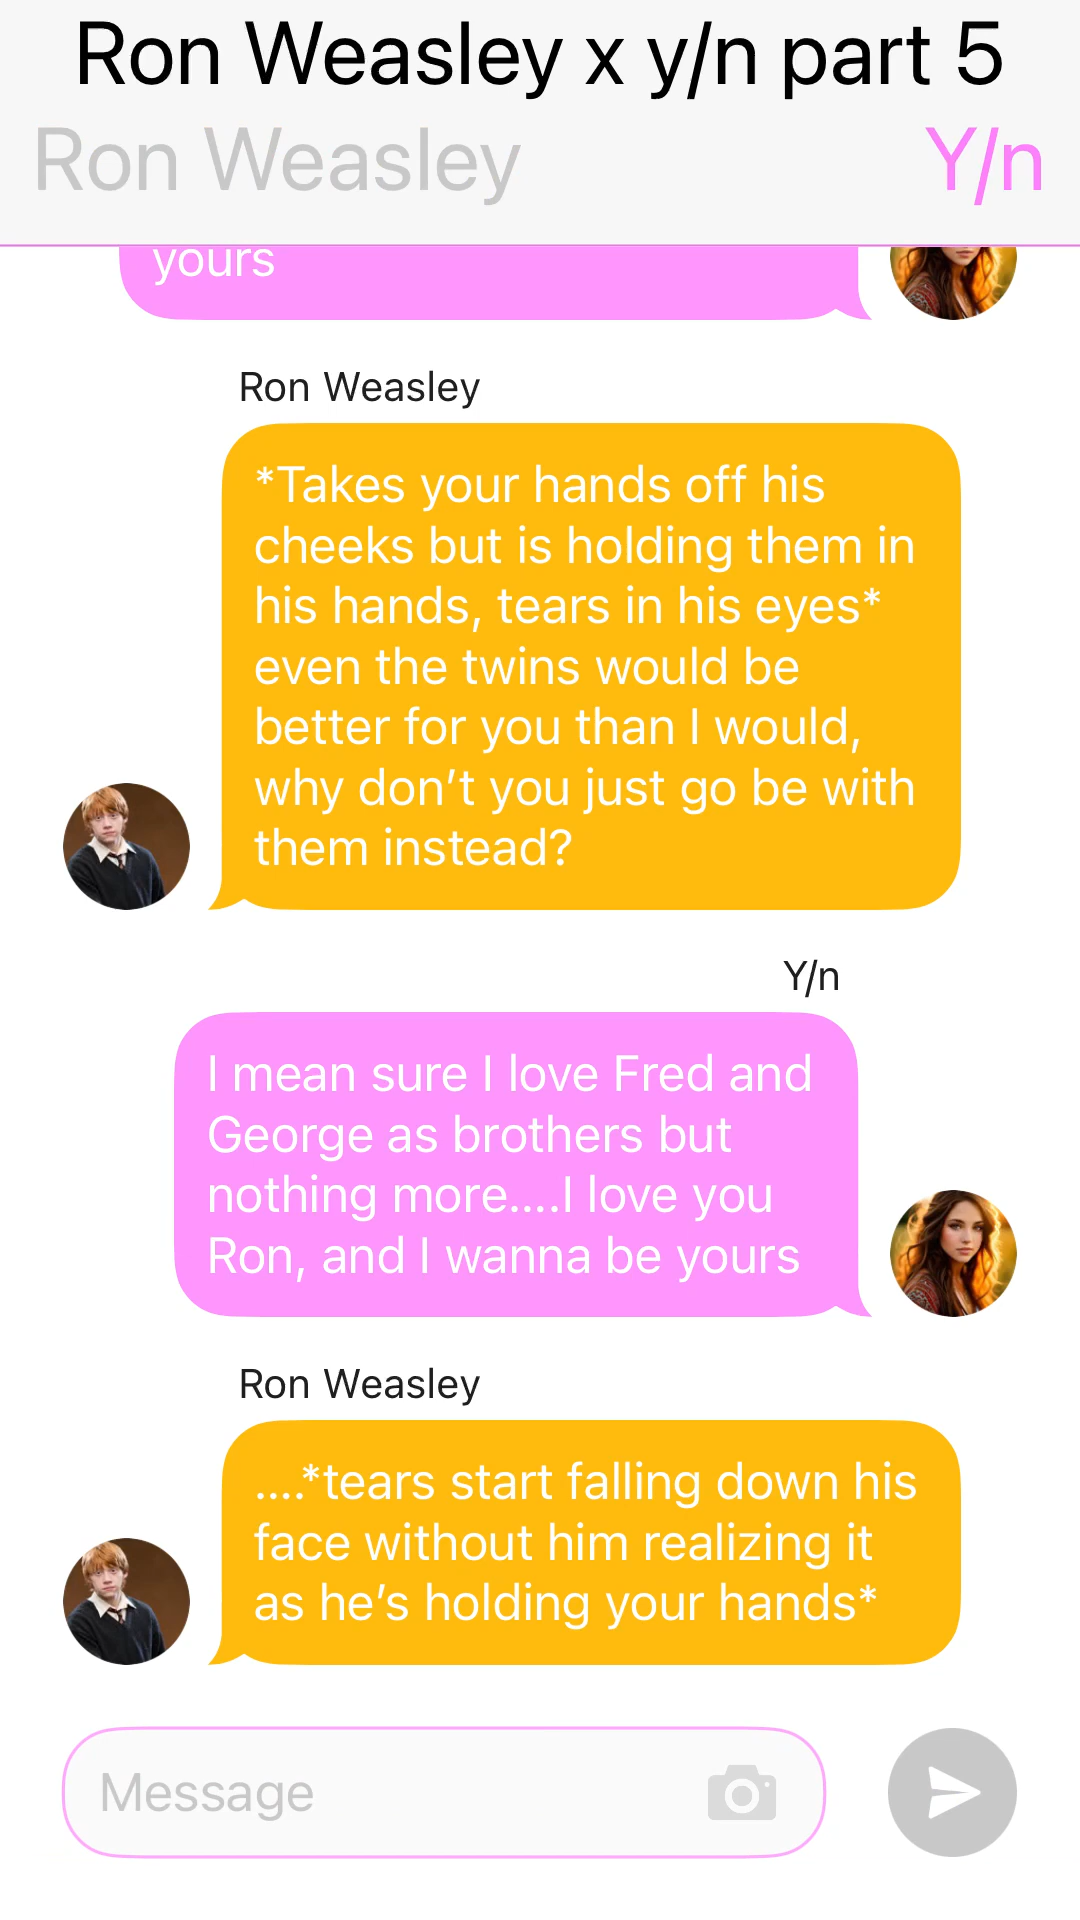 Ron Weasley x y/n part 5
Ron Weasley Y/n
yours
Ron Weasley
*Takes your hands off his
cheeks but is holding them in
his hands, tears in his eyes*
even the twins would be
better for you than I would,
why don’t you just go be with
them instead?
Y/n
I mean sure I love Fred and
George as brothers but
nothing more....I love you
Ron, and I wanna be yours
Ron Weasley
....*tears start falling down his
face without him realizing it
as he’s holding your hands*
Message